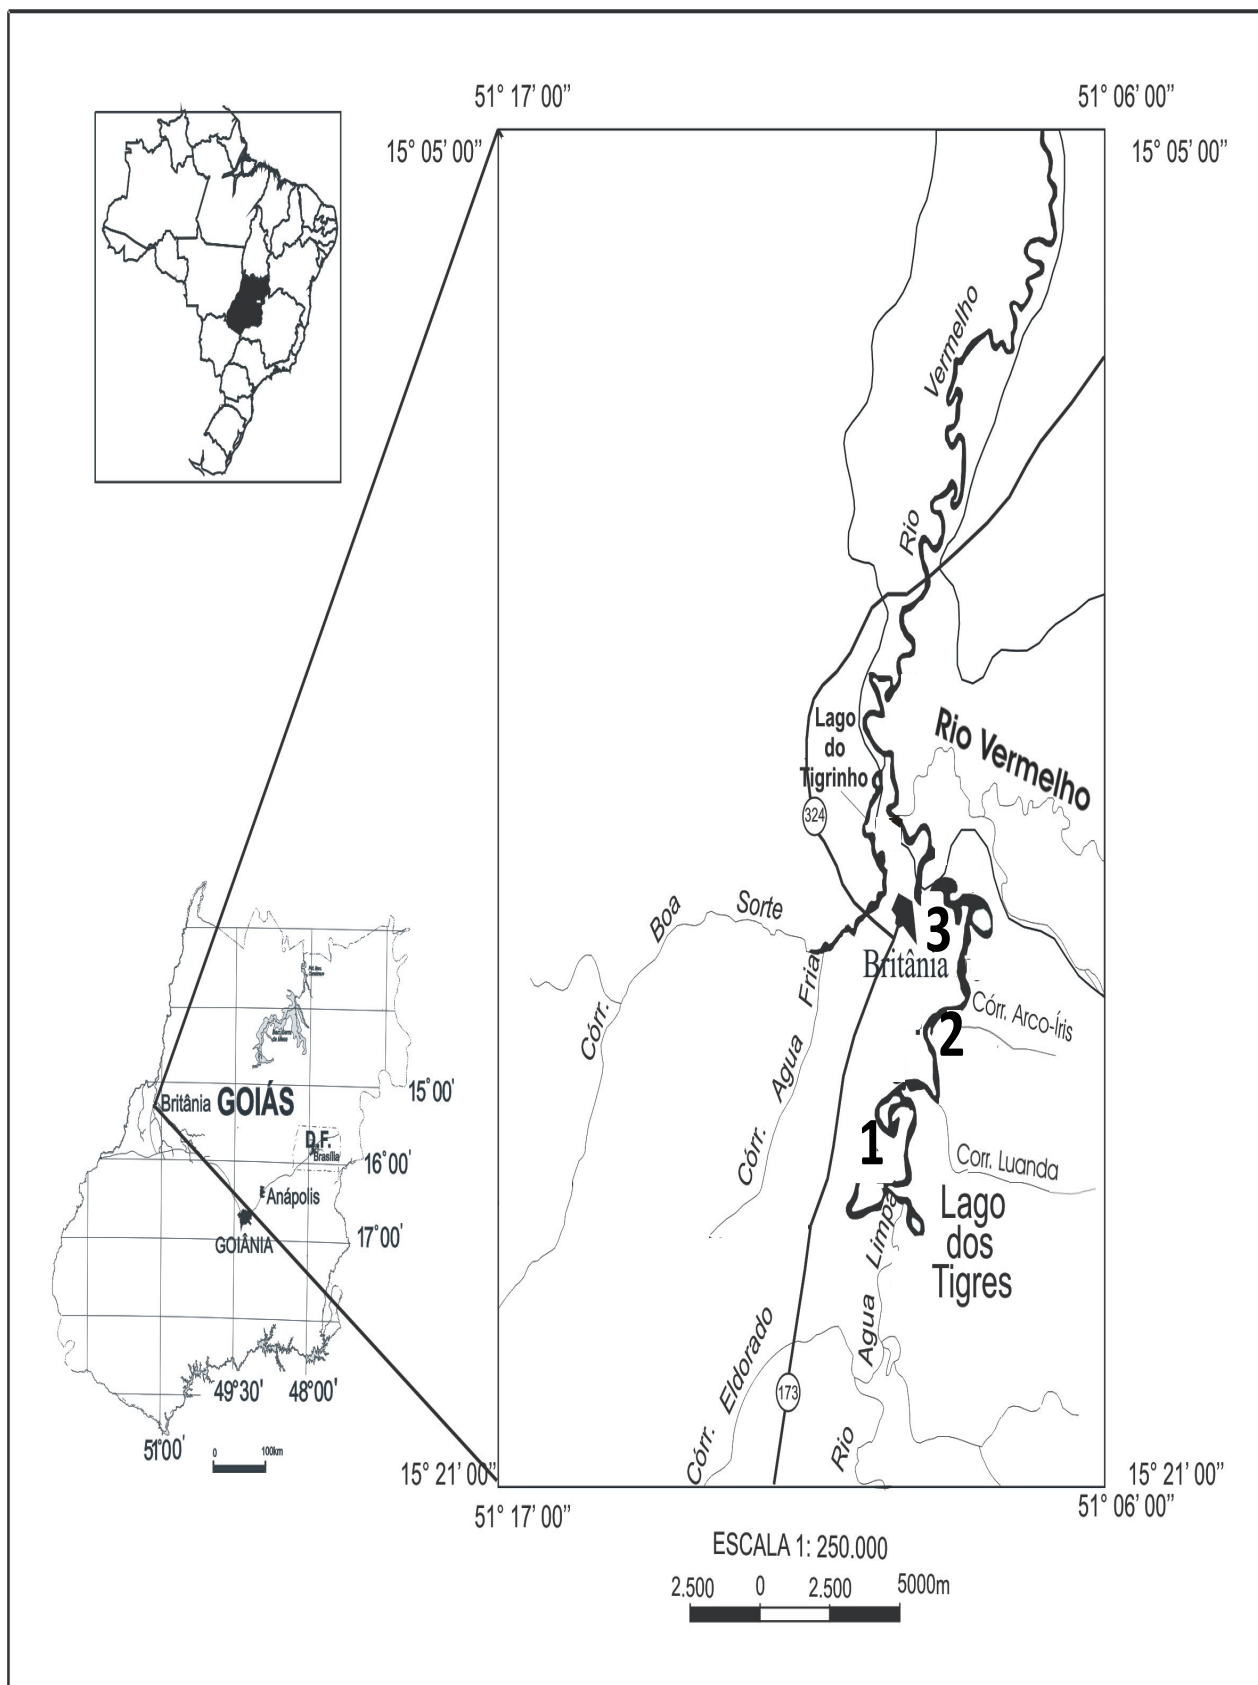 51° 17' 00”
51° 06' 00”
15° 05' 00”
15° 05' 00”
Vermelho
Rio
Lago
do
Tigrinho
Rio Vermelho
324
Córr. Boa Sorte
3
Britânia
Córr. Agua Fria
Córr. Arco-Íris
2
1
Corr. Luanda
Lago
dos
Tigres
Rio Agua Limpa
Córr. Eldorado
173
Britânia
GOIÁS
D.F.
Brasília
Anápolis
GOIÂNIA
15°00'
16°00'
17°00'
49°30'
48°00'
51°00'
0
100km
15° 21' 00”
15° 21' 00”
51° 17' 00”
51° 06' 00”
ESCALA 1: 250.000
2.500
0
2.500
5000m